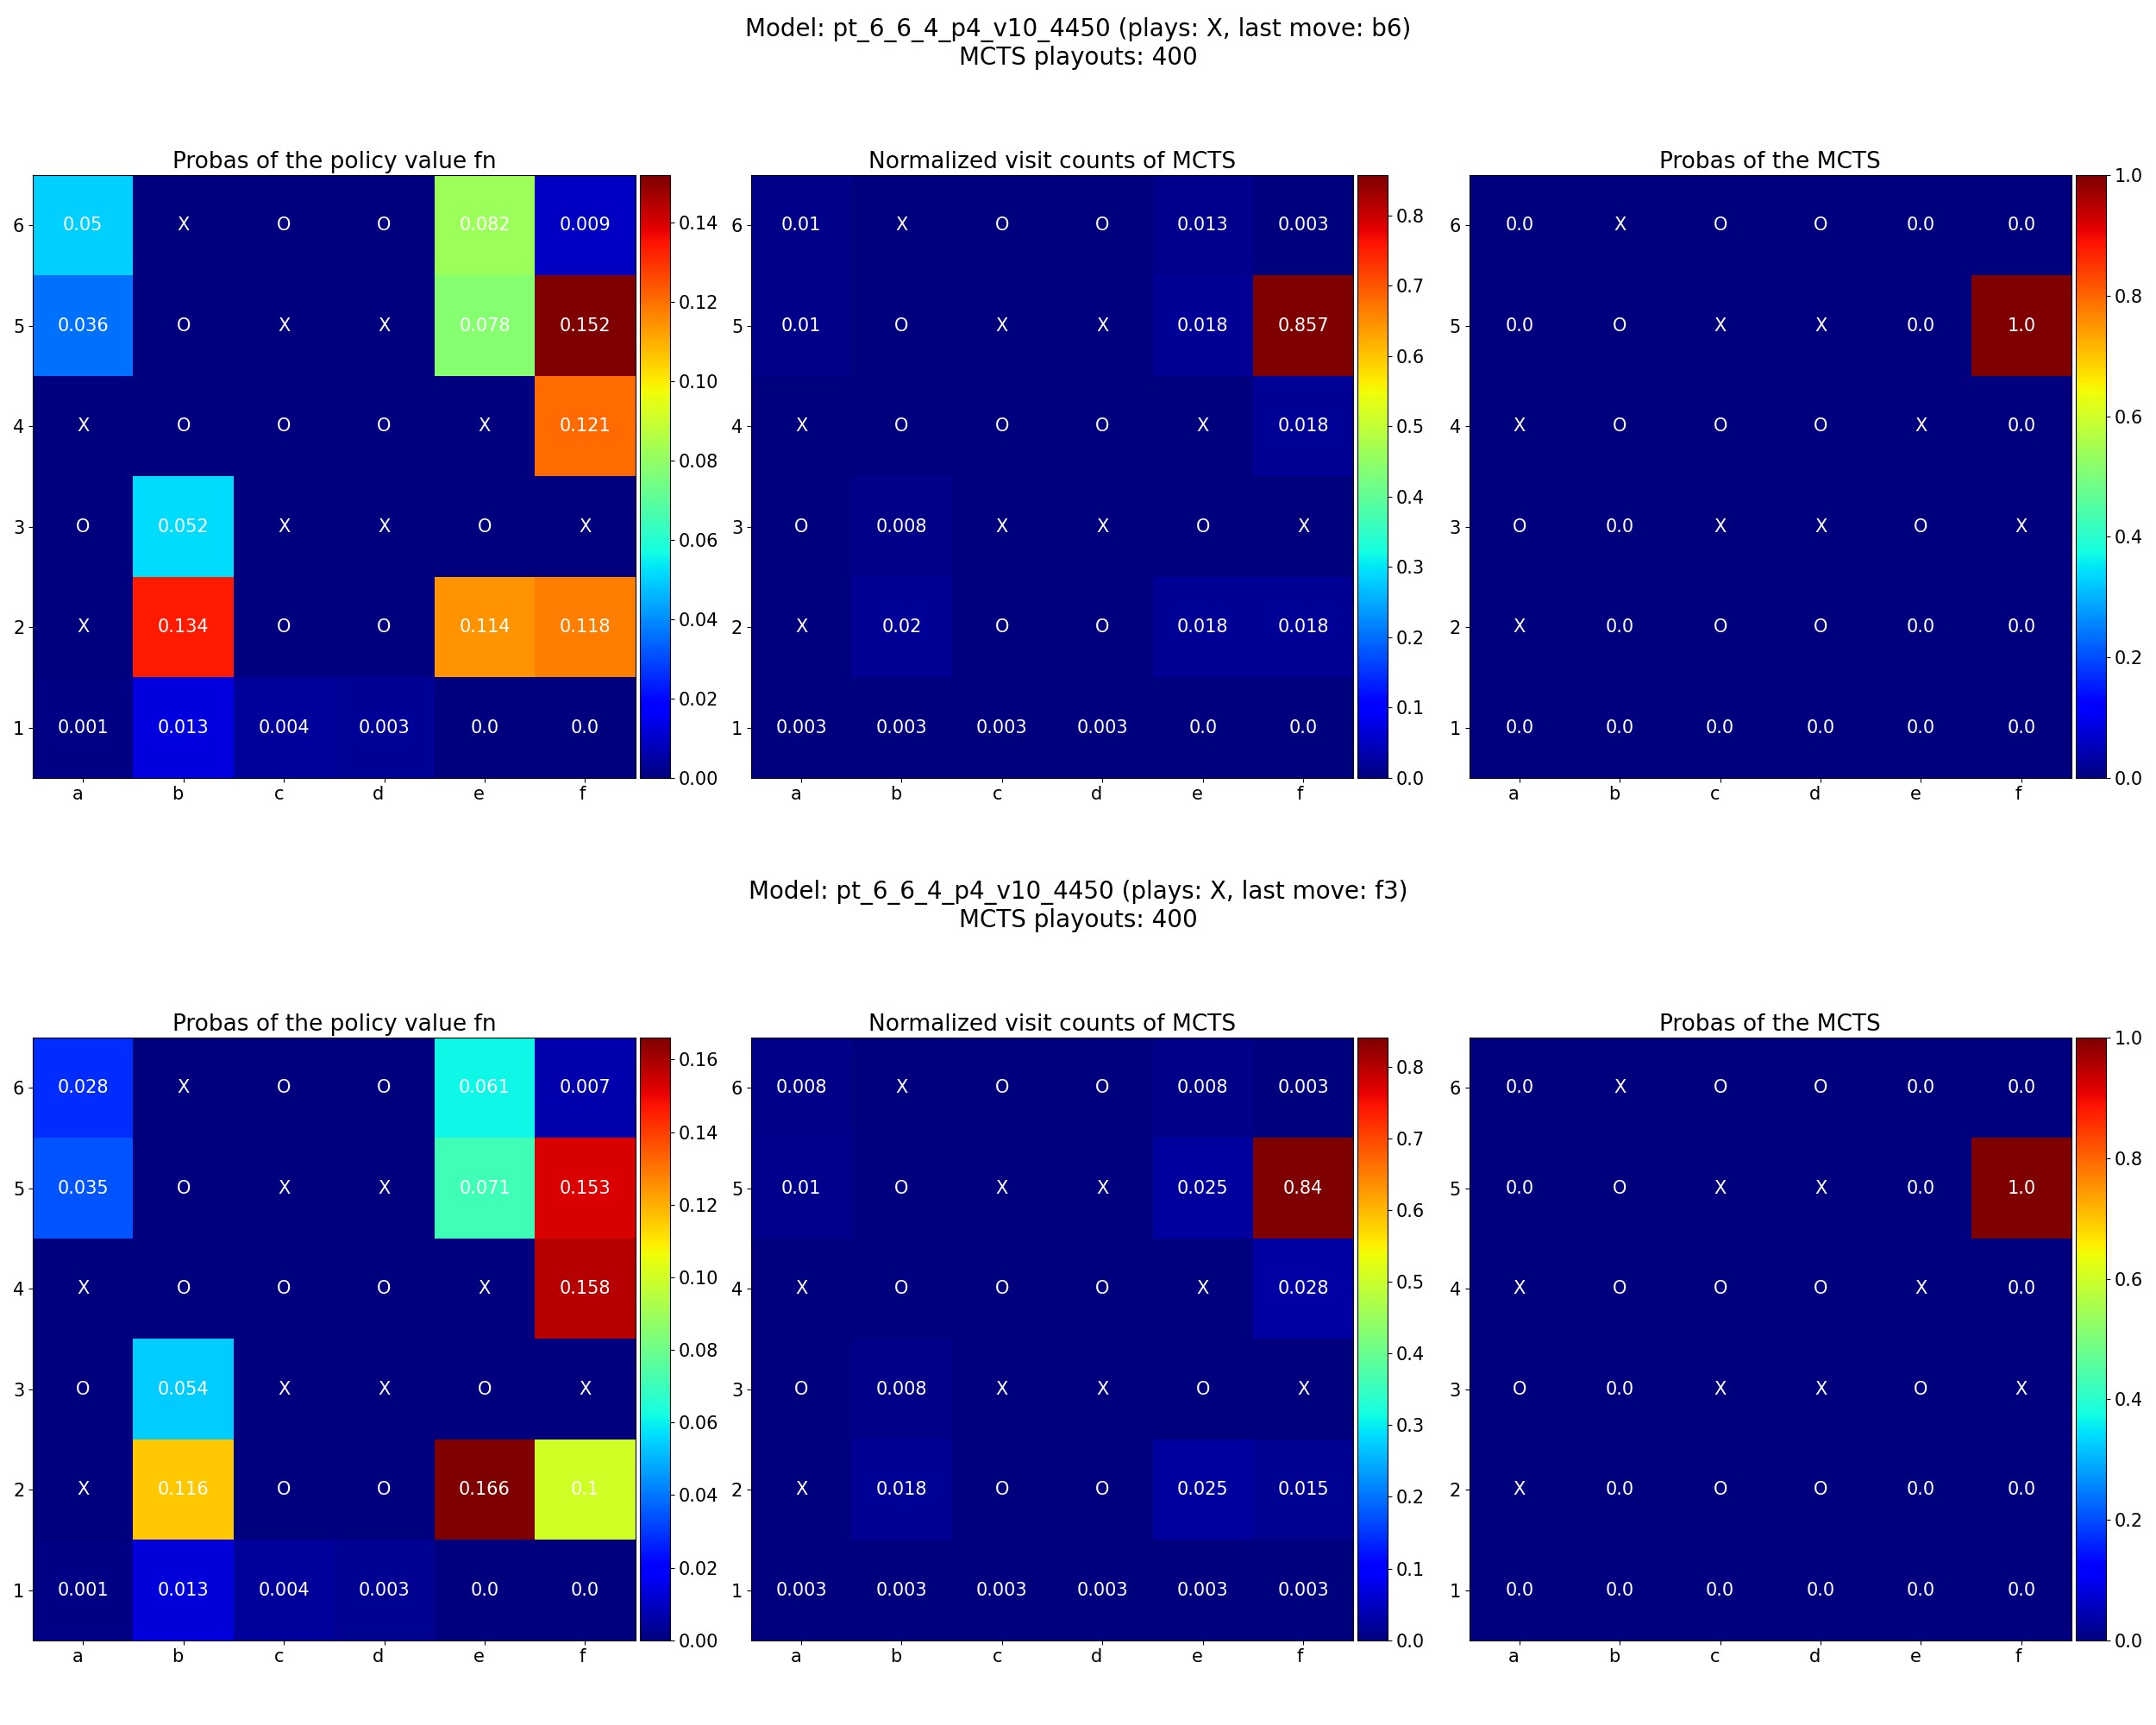 Model: pt_6_6_4_p4_v10_4450 (plays: X, last move: b6)
MCTS playouts: 400
Probas of the policy value fn
6 0.05 X O O 0.082 0.009
5 0.036 O X X 0.078 0.152
4 X O O O X 0.121
3 O 0.052 X X O X
2 X 0.134 O O 0.114 0.118
1 0.001 0.013 0.004 0.003 0.0 0.0
a b c d e f
0.14
0.12
0.10
0.08
0.06
0.04
0.02
0.00
Normalized visit counts of MCTS
6 0.01 X O O 0.013 0.003
5 0.01 O X X 0.018 0.857
4 X O O O X 0.018
3 O 0.008 X X O X
2 X 0.02 O O 0.018 0.018
1 0.003 0.003 0.003 0.003 0.0 0.0
a b c d e f
0.8
0.7
0.6
0.5
0.4
0.3
0.2
0.1
0.0
Probas of the MCTS
6 0.0 X O O 0.0 0.0
5 0.0 O X X 0.0 1.0
4 X O O O X 0.0
3 O 0.0 X X O X
2 X 0.0 O O 0.0 0.0
1 0.0 0.0 0.0 0.0 0.0 0.0
a b c d e f
1.0
0.8
0.6
0.4
0.2
0.0
Model: pt_6_6_4_p4_v10_4450 (plays: X, last move: f3)
MCTS playouts: 400
Probas of the policy value fn
6 0.028 X O O 0.061 0.007
5 0.035 O X X 0.071 0.153
4 X O O O X 0.158
3 O 0.054 X X O X
2 X 0.116 O O 0.166 0.1
1 0.001 0.013 0.004 0.003 0.0 0.0
a b c d e f
0.16
0.14
0.12
0.10
0.08
0.06
0.04
0.02
0.00
Normalized visit counts of MCTS
6 0.008 X O O 0.008 0.003
5 0.01 O X X 0.025 0.84
4 X O O O X 0.028
3 O 0.008 X X O X
2 X 0.018 O O 0.025 0.015
1 0.003 0.003 0.003 0.003 0.003 0.003
a b c d e f
0.8
0.7
0.6
0.5
0.4
0.3
0.2
0.1
0.0
Probas of the MCTS
6 0.0 X O O 0.0 0.0
5 0.0 O X X 0.0 1.0
4 X O O O X 0.0
3 O 0.0 X X O X
2 X 0.0 O O 0.0 0.0
1 0.0 0.0 0.0 0.0 0.0 0.0
a b c d e f
1.0
0.8
0.6
0.4
0.2
0.0